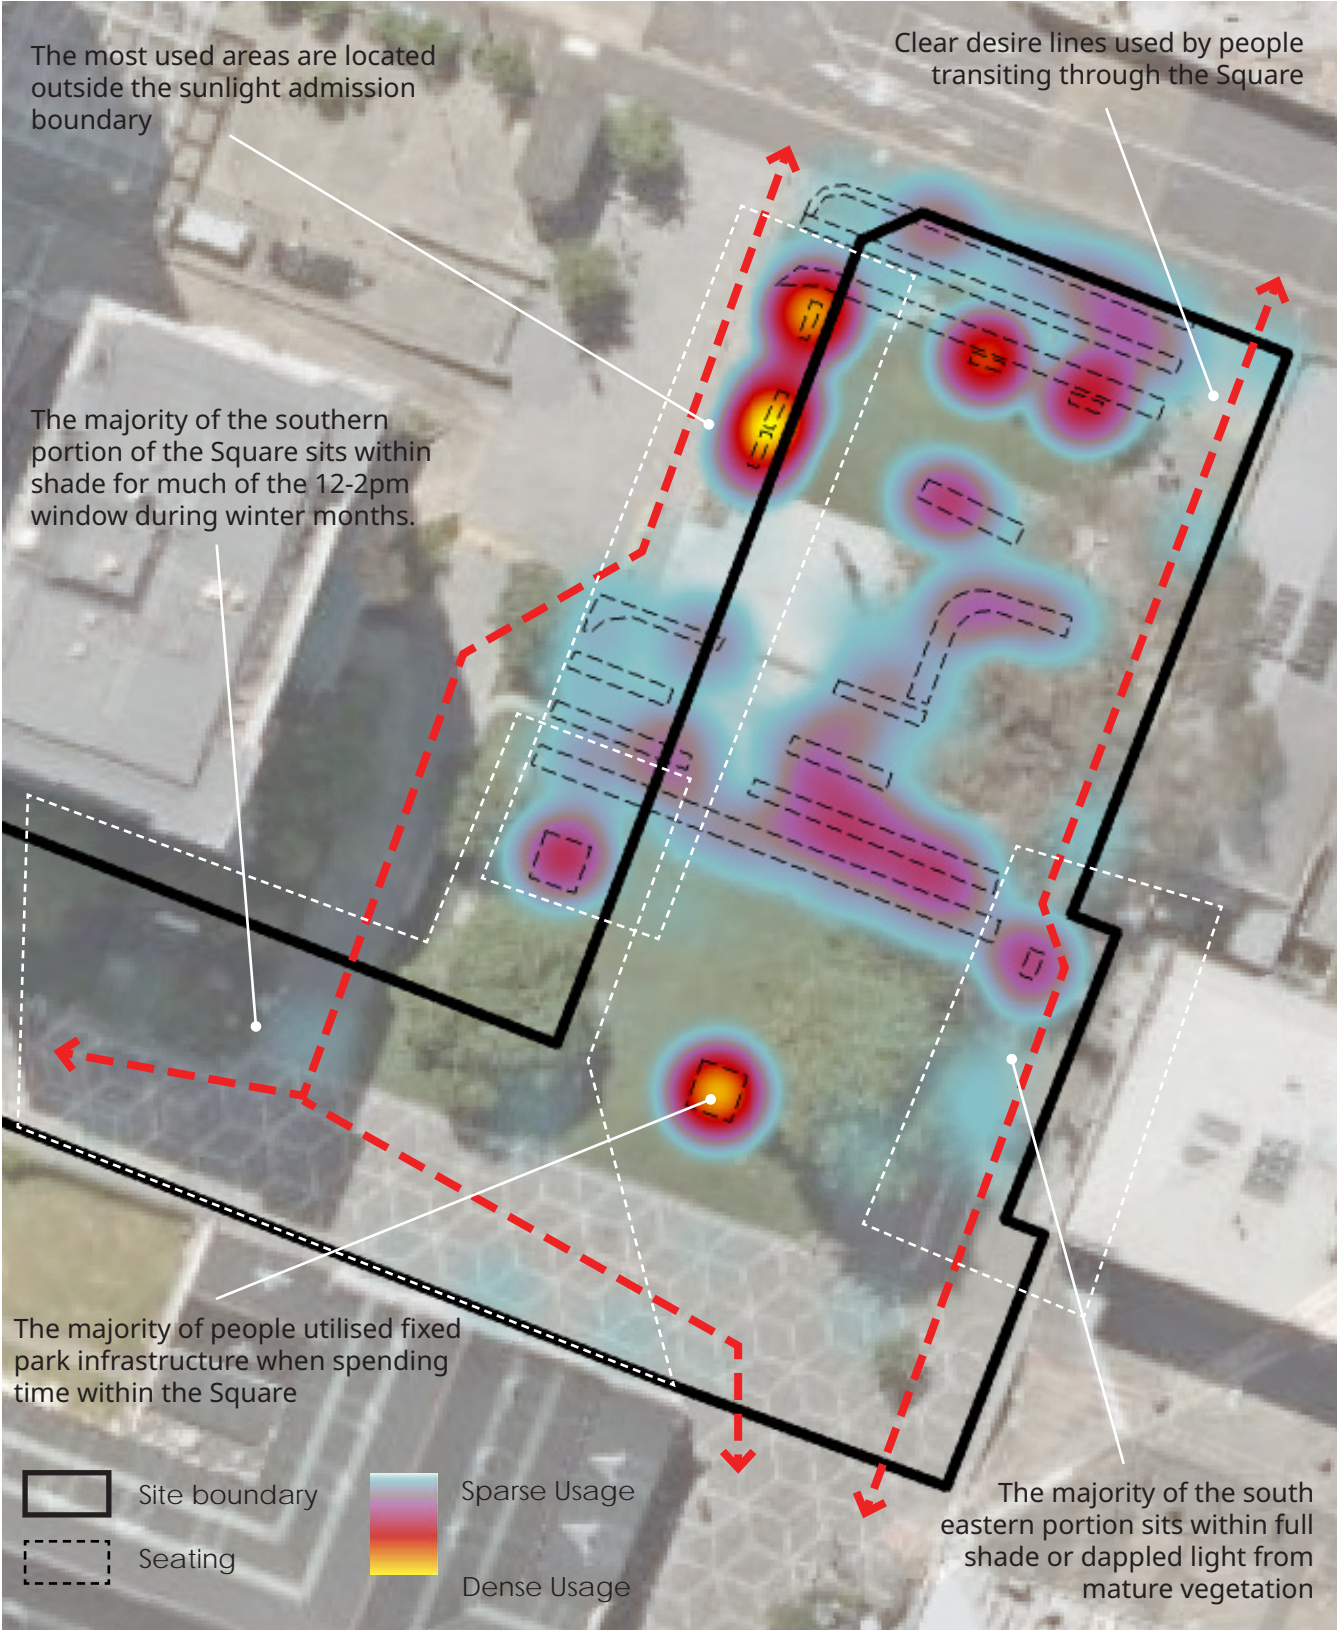 The most used areas are located
outside the sunlight admission
boundary
Clear desire lines used by people
transiting through the Square
The majority of the southern
portion of the Square sits within
shade for much of the 12-2pm
window during winter months.
The majority of people utilised fixed
park infrastructure when spending
time within the Square
The majority of the south
eastern portion sits within full
shade or dappled light from
mature vegetation
Site boundary
Seating
Sparse Usage
Dense Usage